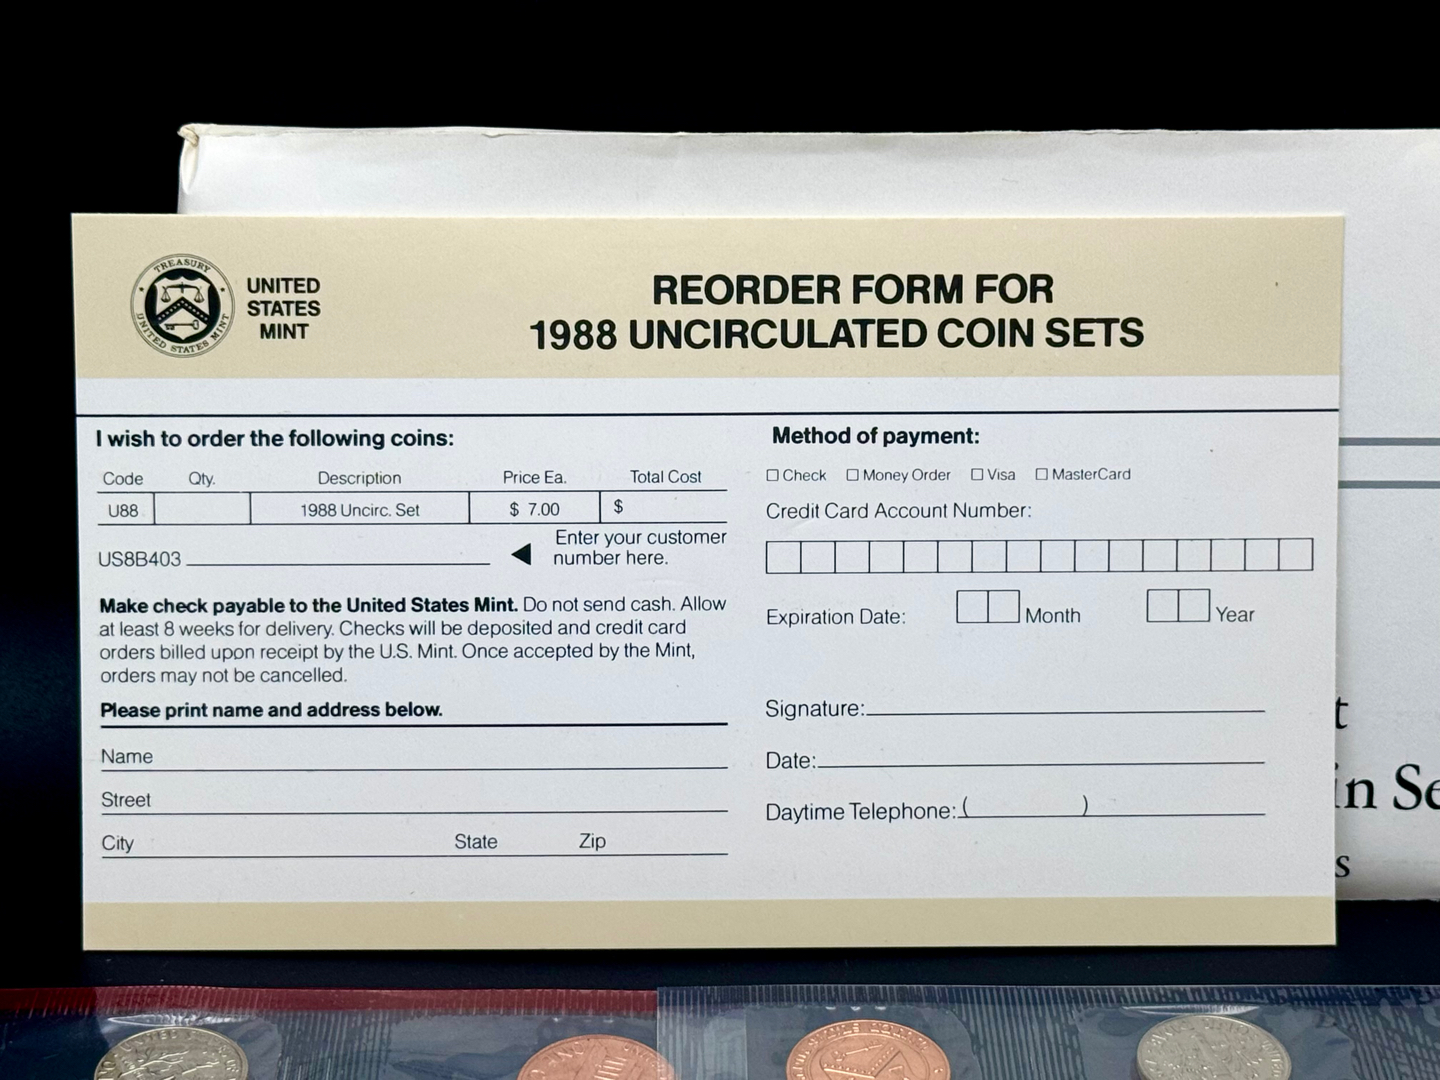 TREASURY
UNITED STATES MINT
UNITED
STATES
MINT
REORDER FORM FOR
1988 UNCIRCULATED COIN SETS
I wish to order the following coins:
Code Qty. Description Price Ea. Total Cost
U88 1988 Uncirc. Set $ 7.00 $
US8B403
Enter your customer
number here.
Make check payable to the United States Mint. Do not send cash. Allow
at least 8 weeks for delivery. Checks will be deposited and credit card
orders billed upon receipt by the U.S. Mint. Once accepted by the Mint,
orders may not be cancelled.
Please print name and address below.
Name
Street
City State Zip
Method of payment:
☐ Check ☐ Money Order ☐ Visa ☐ MasterCard
Credit Card Account Number:
Expiration Date: Month Year
Signature:
Date:
Daytime Telephone: ( )
t
in Se
s